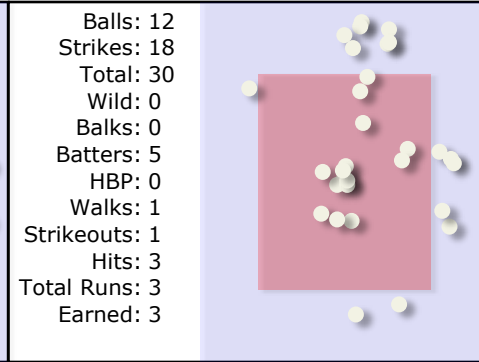 Balls: 12
Strikes: 18
Total: 30
Wild: 0
Balks: 0
Batters: 5
HBP: 0
Walks: 1
Strikeouts: 1
Hits: 3
Total Runs: 3
Earned: 3